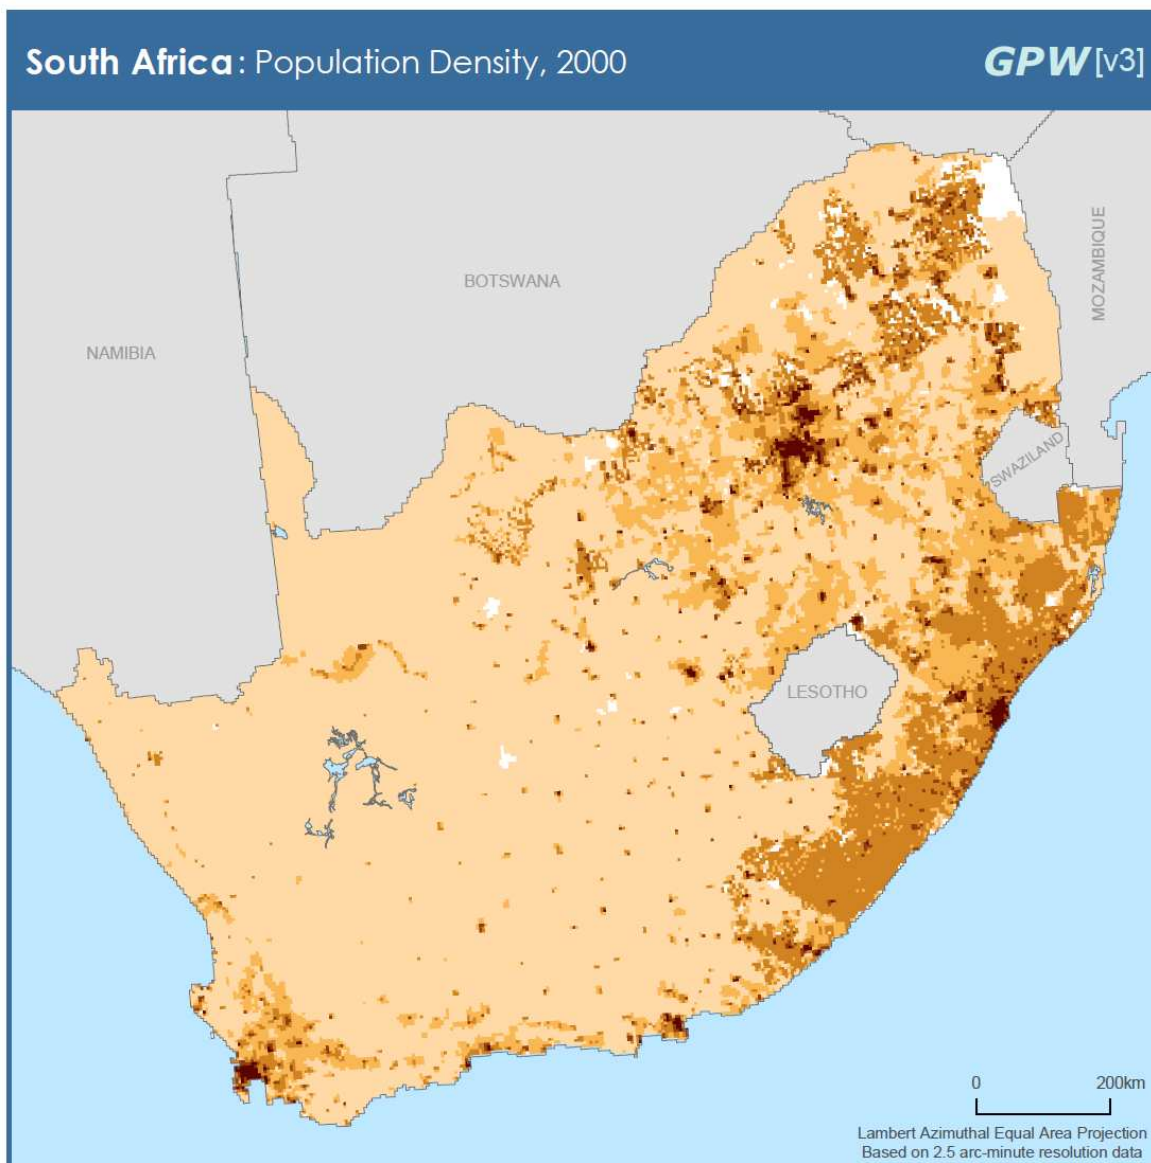 South Africa: Population Density, 2000
GPW[v3]
NAMIBIA
BOTSWANA
MOZAMBIQUE
SWAZILAND
LESOTHO
0 200km
Lambert Azimuthal Equal Area Projection
Based on 2.5 arc-minute resolution data